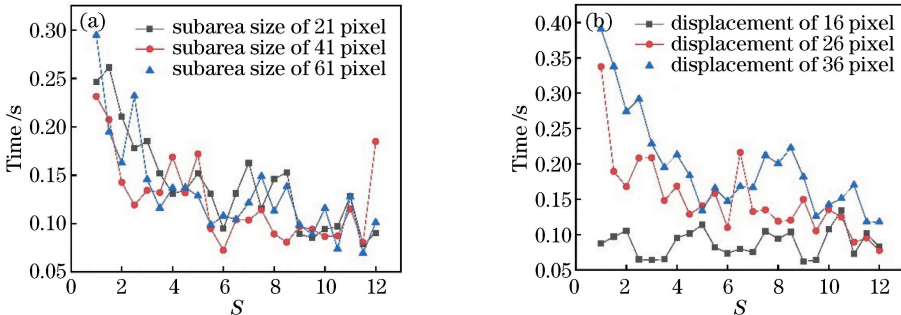 (a)
subarea size of 21 pixel
subarea size of 41 pixel
subarea size of 61 pixel
Time /s
0.30
0.25
0.20
0.15
0.10
0.05
0 2 4 6 8 10 12
S
(b)
displacement of 16 pixel
displacement of 26 pixel
displacement of 36 pixel
Time /s
0.40
0.35
0.30
0.25
0.20
0.15
0.10
0.05
0 2 4 6 8 10 12
S